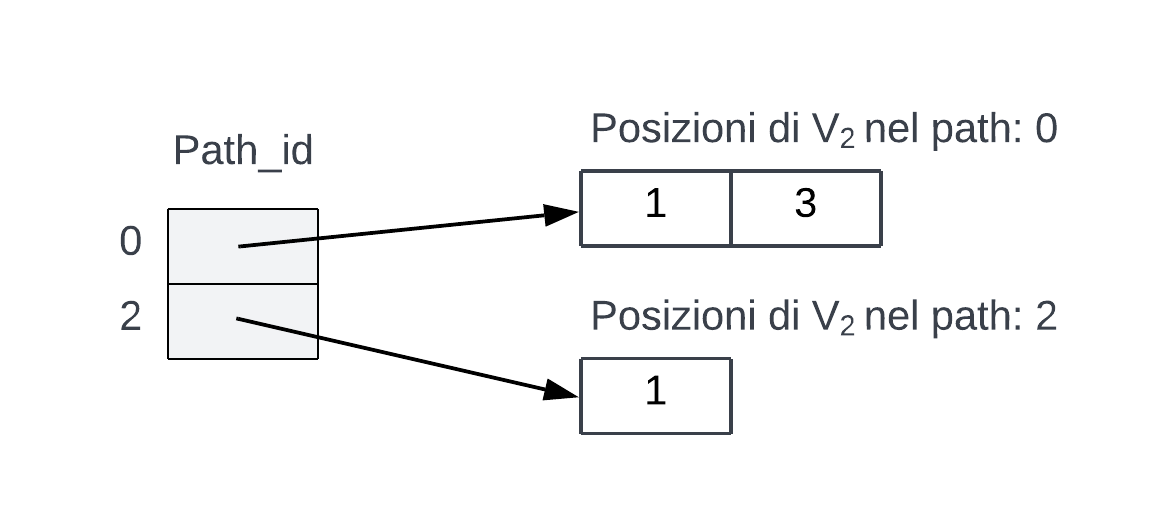 Path_id
0
2
Posizioni di V₂ nel path: 0
1 3
Posizioni di V₂ nel path: 2
1